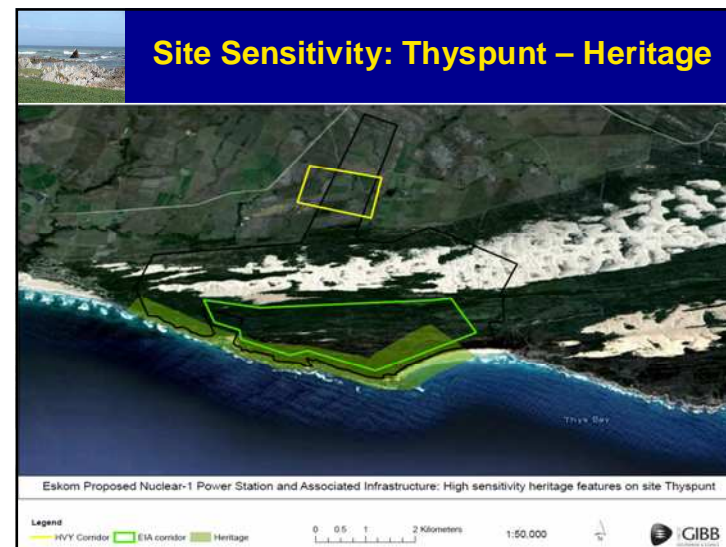 Site Sensitivity: Thyspunt – Heritage
Thys Bay
Eskom Proposed Nuclear-1 Power Station and Associated Infrastructure: High sensitivity heritage features on site Thyspunt
Legend
HVY Corridor EIA corridor Heritage
0 0.5 1 2 Kilometers
1:50,000
GIBB